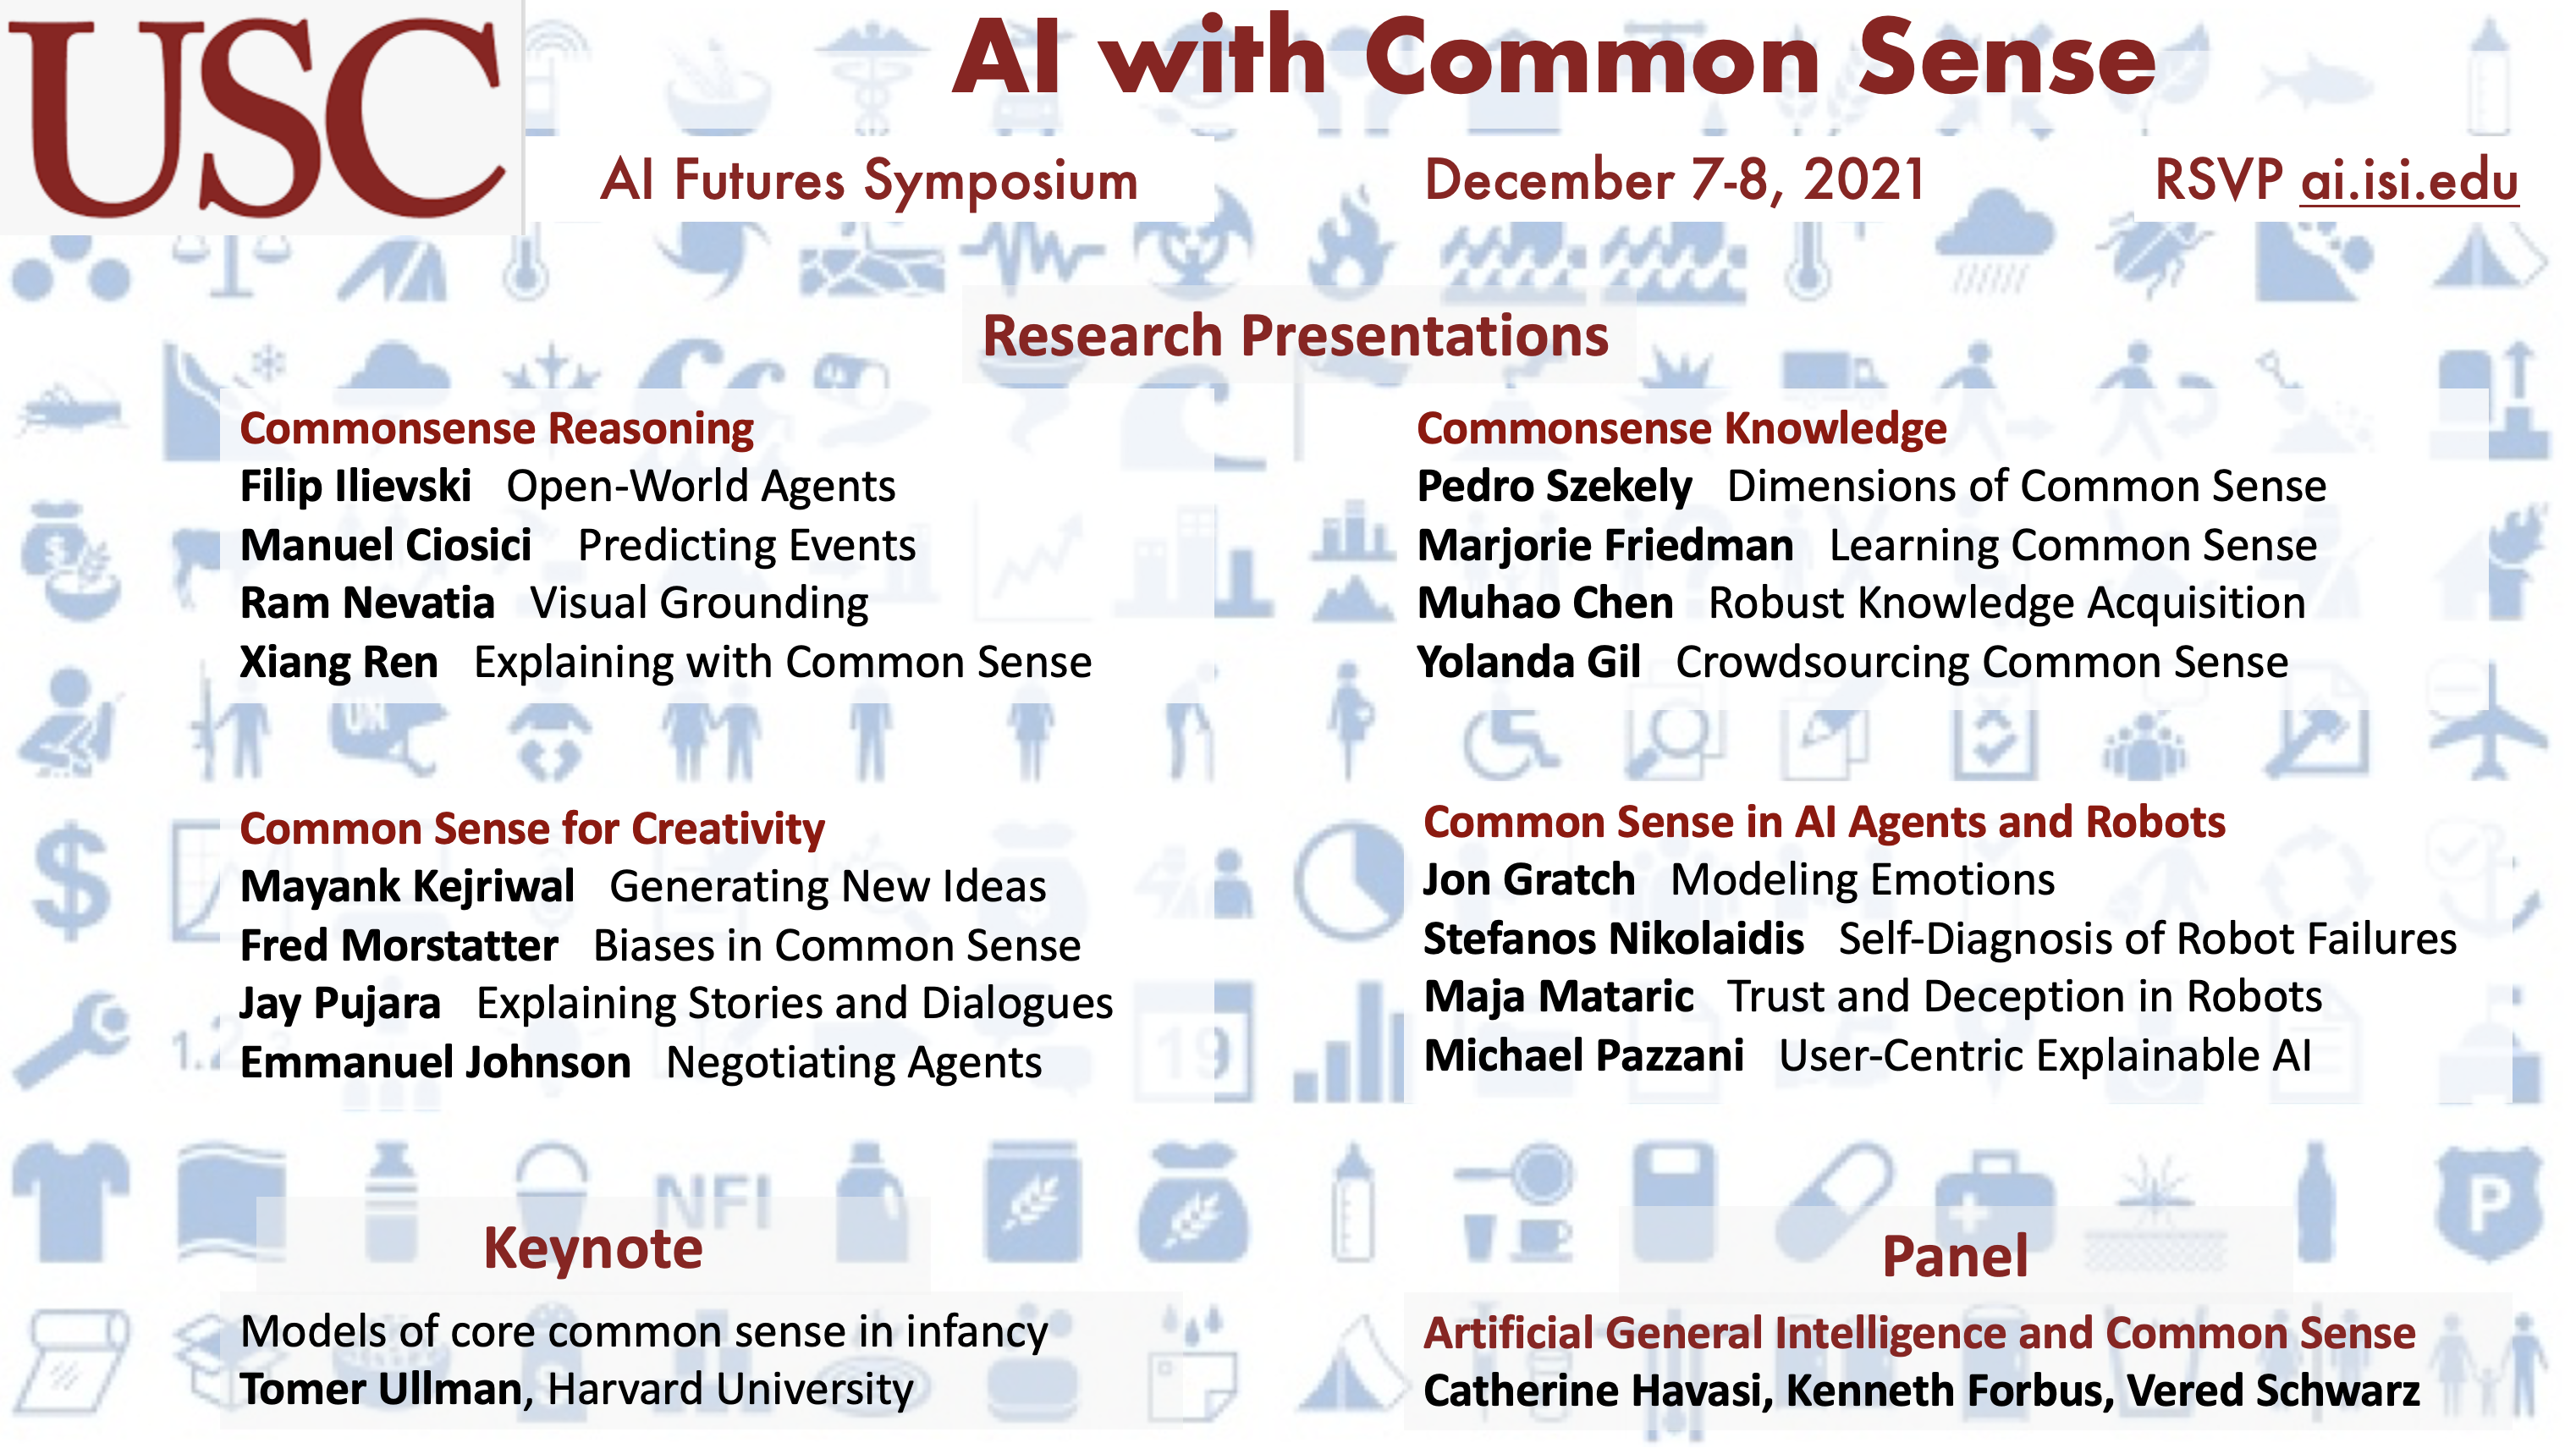 USC
AI with Common Sense
AI Futures Symposium December 7-8, 2021 RSVP ai.isi.edu
Research Presentations
Commonsense Reasoning
Filip Ilievski Open-World Agents
Manuel Ciosici Predicting Events
Ram Nevatia Visual Grounding
Xiang Ren Explaining with Common Sense
Commonsense Knowledge
Pedro Szekely Dimensions of Common Sense
Marjorie Friedman Learning Common Sense
Muhao Chen Robust Knowledge Acquisition
Yolanda Gil Crowdsourcing Common Sense
UN
Common Sense for Creativity
Mayank Kejriwal Generating New Ideas
Fred Morstatter Biases in Common Sense
Jay Pujara Explaining Stories and Dialogues
Emmanuel Johnson Negotiating Agents
Common Sense in AI Agents and Robots
Jon Gratch Modeling Emotions
Stefanos Nikolaidis Self-Diagnosis of Robot Failures
Maja Mataric Trust and Deception in Robots
Michael Pazzani User-Centric Explainable AI
$
19
NFI
P
Keynote
Models of core common sense in infancy
Tomer Ullman, Harvard University
Panel
Artificial General Intelligence and Common Sense
Catherine Havasi, Kenneth Forbus, Vered Schwarz